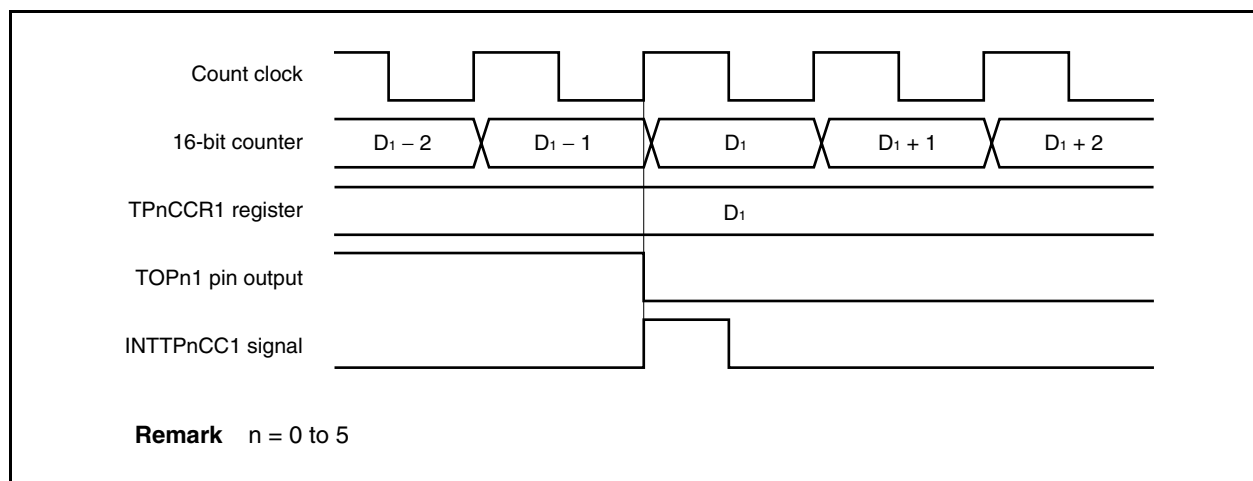 Count clock
16-bit counter D₁ – 2 D₁ – 1 D₁ D₁ + 1 D₁ + 2
TPnCCR1 register D₁
TOPn1 pin output
INTTPnCC1 signal
Remark n = 0 to 5